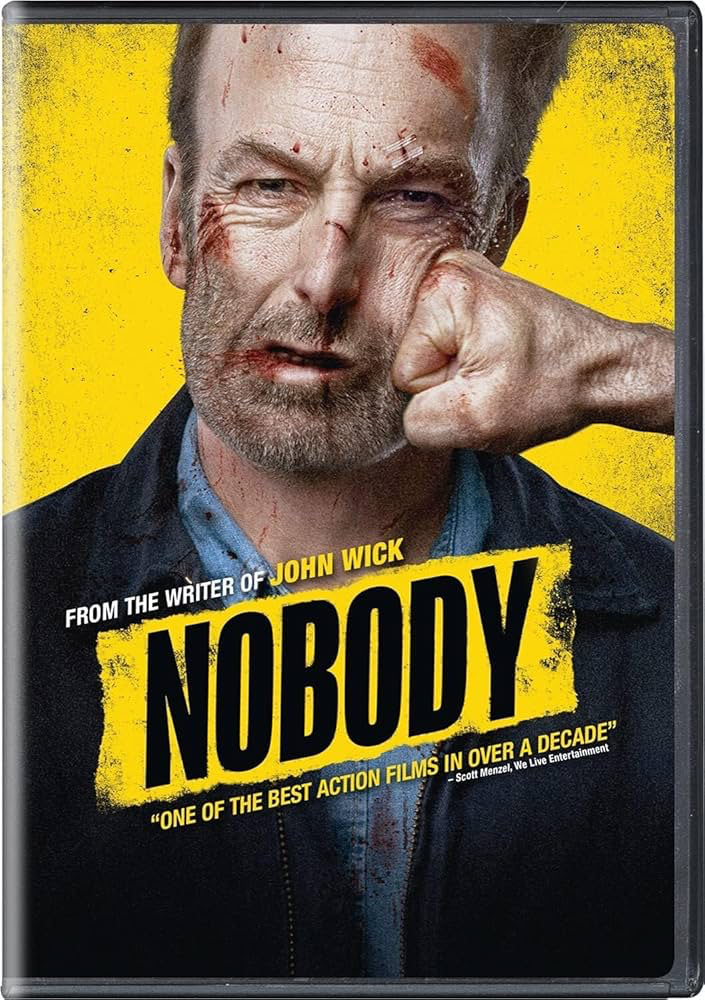 FROM THE WRITER OF JOHN WICK
NOBODY
“ONE OF THE BEST ACTION FILMS IN OVER A DECADE”
– Scott Menzel, We Live Entertainment